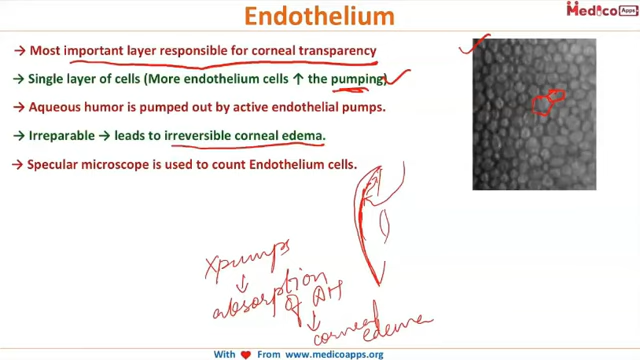 Endothelium
Medico Apps
→ Most important layer responsible for corneal transparency
→ Single layer of cells (More endothelium cells ↑ the pumping)
→ Aqueous humor is pumped out by active endothelial pumps.
→ Irreparable → leads to irreversible corneal edema.
→ Specular microscope is used to count Endothelium cells.
X pumps
↓
absorption
of AH
↓
corneal
edema
With ❤ From www.medicoapps.org